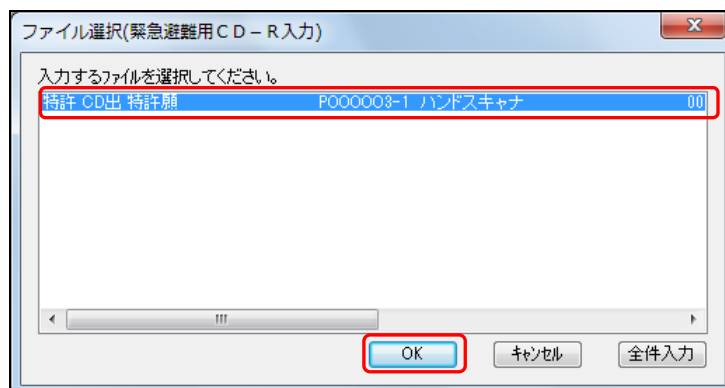 ファイル選択(緊急避難用ＣＤ－Ｒ入力)
入力するﾌｧｲﾙを選択してください。
特許 CD出 特許願 P000003-1 ハンドスキャナ 00
OK ｷｬﾝｾﾙ 全件入力